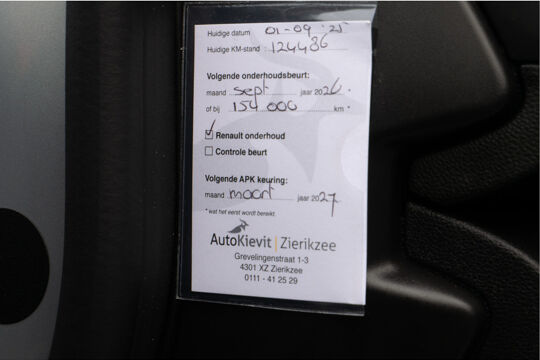 Huidige datum 01-09 '25
Huidige KM-stand : 124486
Volgende onderhoudsbeurt:
maand sept jaar 2026
of bij 154.000 km *
Renault onderhoud
Controle beurt
Volgende APK keuring:
maand maart jaar 2027
* wat het eerst wordt bereikt.
AutoKievit | Zierikzee
Grevelingenstraat 1-3
4301 XZ Zierikzee
0111 - 41 25 29